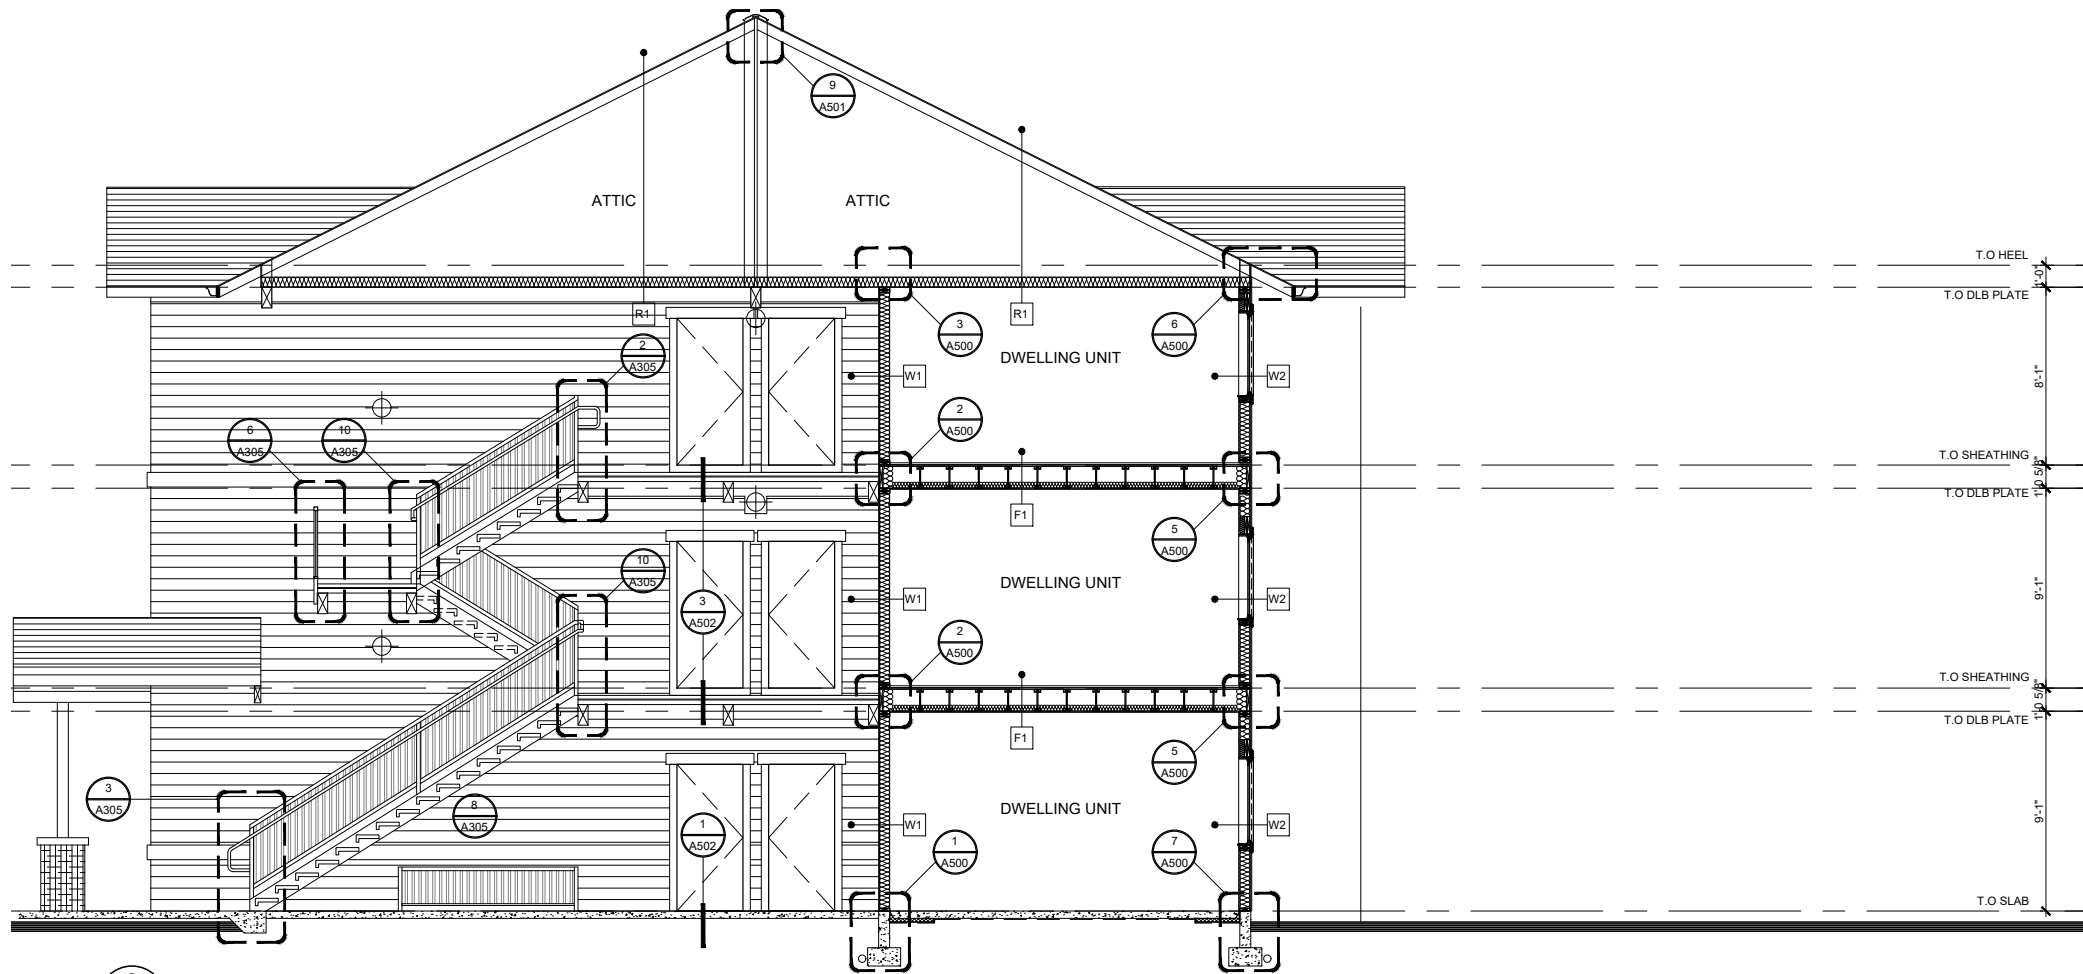 9
A501
ATTIC
ATTIC
T.O HEEL
1'-0"
T.O DLB PLATE
R1
R1
2
A305
3
A500
6
A500
DWELLING UNIT
W1
W2
8'-1"
6
A305
10
A305
2
A500
T.O SHEATHING
1'-0 5/8"
T.O DLB PLATE
F1
5
A500
10
A305
DWELLING UNIT
W1
W2
9'-1"
3
A502
2
A500
T.O SHEATHING
1'-0 5/8"
T.O DLB PLATE
F1
5
A500
3
A305
8
A305
DWELLING UNIT
1
A502
W1
W2
9'-1"
1
A500
7
A500
T.O SLAB